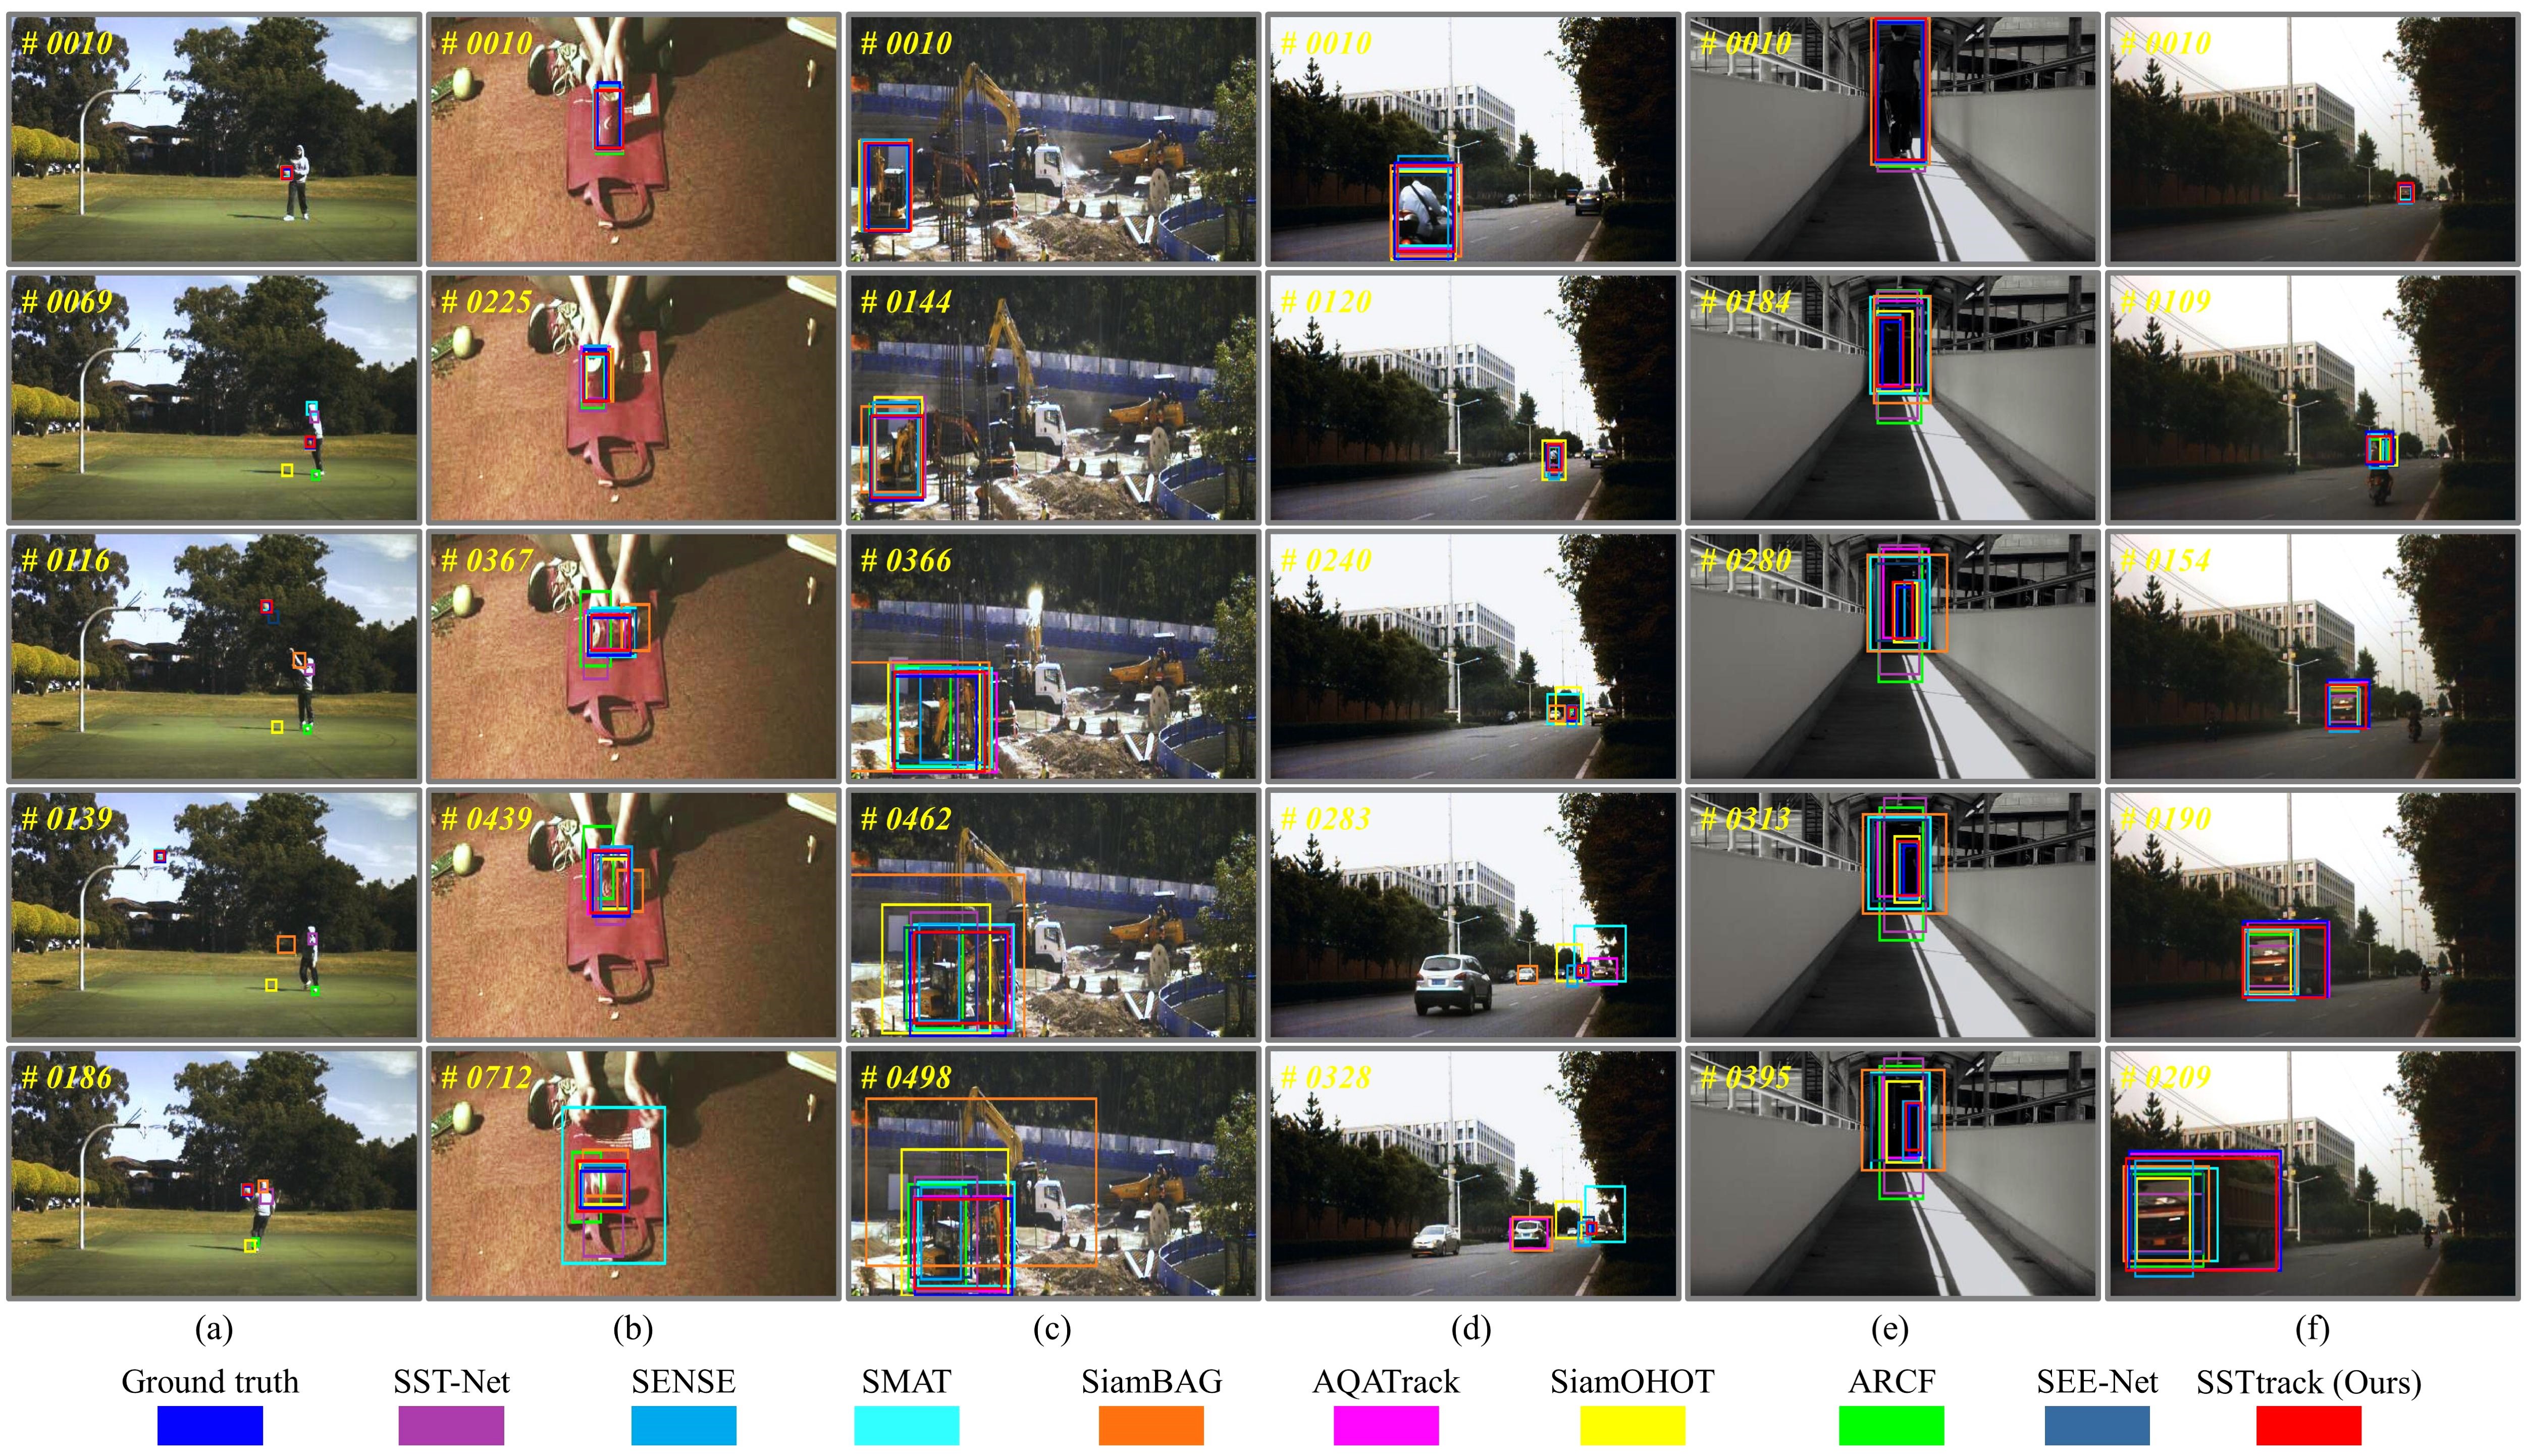 # 0010 # 0010 # 0010 # 0010 # 0010 # 0010
# 0069 # 0225 # 0144 # 0120 # 0184 # 0109
# 0116 # 0367 # 0366 # 0240 # 0280 # 0154
# 0139 # 0439 # 0462 # 0283 # 0313 # 0190
# 0186 # 0712 # 0498 # 0328 # 0395 # 0209
(a) (b) (c) (d) (e) (f)
Ground truth SST-Net SENSE SMAT SiamBAG AQATrack SiamOHOT ARCF SEE-Net SSTtrack (Ours)